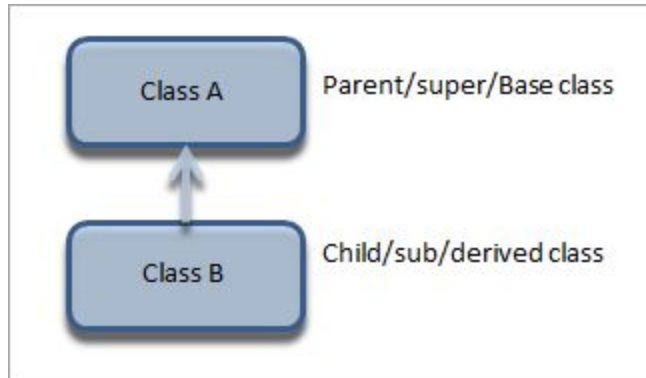 Class A
Parent/super/Base class
Class B
Child/sub/derived class